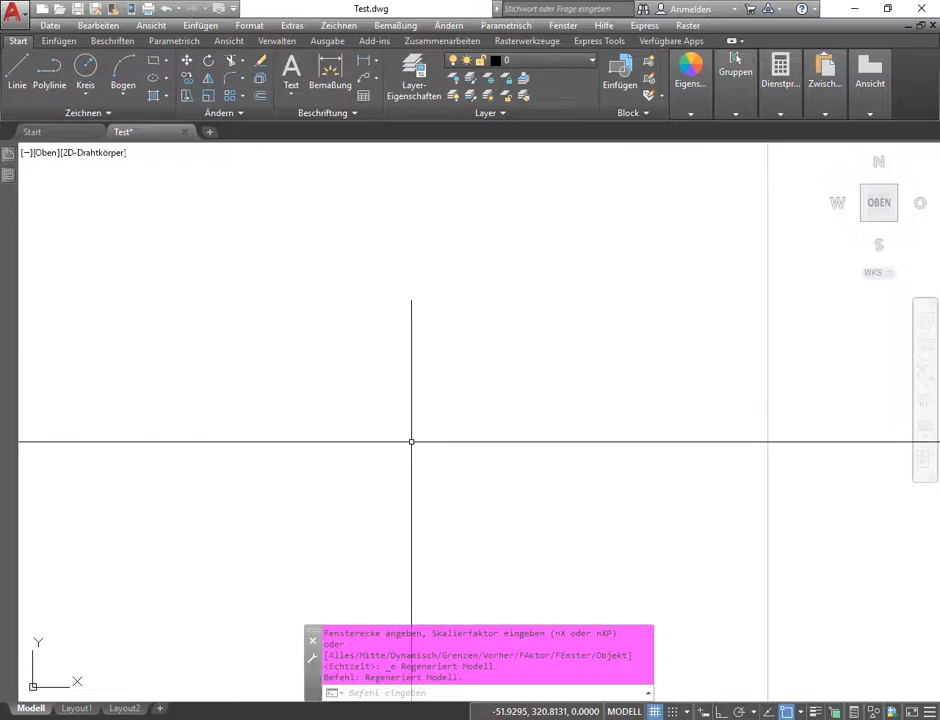 Test.dwg
Stichwort oder Frage eingeben
Anmelden
Datei Bearbeiten Ansicht Einfügen Format Extras Zeichnen Bemaßung Ändern Parametrisch Fenster Hilfe Express Raster
Start Einfügen Beschriften Parametrisch Ansicht Verwalten Ausgabe Add-ins Zusammenarbeiten Rasterwerkzeuge Express Tools Verfügbare Apps
Linie Polylinie Kreis Bogen
Text Bemaßung
Layer-
Eigenschaften
0
Einfügen
Eigens...
Gruppen
Dienstpr...
Zwisch...
Ansicht
Zeichnen Ändern Beschriftung Layer Block
Start Test*
[−][Oben][2D-Drahtkörper]
N
W OBEN O
S
WKS
Fensterecke angeben, Skalierfaktor eingeben (nX oder nXP)
oder
[Alles/Mitte/Dynamisch/Grenzen/Vorher/FAktor/FEnster/Objekt]
<Echtzeit>: _e Regeneriert Modell.
Befehl: Regeneriert Modell.
Befehl eingeben
Y
X
Modell Layout1 Layout2
-51.9295, 320.8131, 0.0000 MODELL